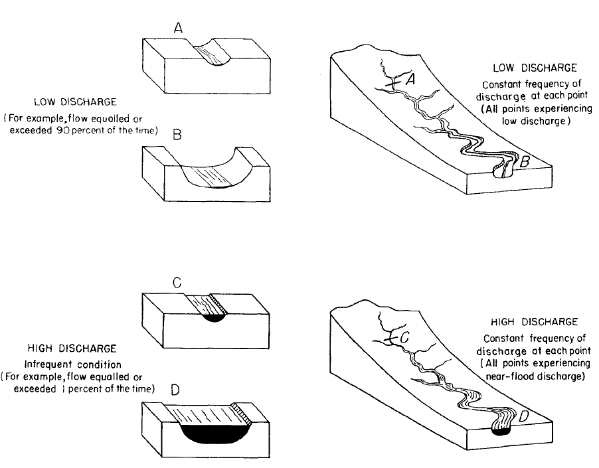 A
LOW DISCHARGE
(For example, flow equalled or
exceeded 90 percent of the time)
B
A
B
LOW DISCHARGE
Constant frequency of
discharge at each point
(All points experiencing
low discharge)
C
HIGH DISCHARGE
Infrequent condition
(For example, flow equalled or
exceeded 1 percent of the time)
D
C
D
HIGH DISCHARGE
Constant frequency of
discharge at each point
(All points experiencing
near-flood discharge)